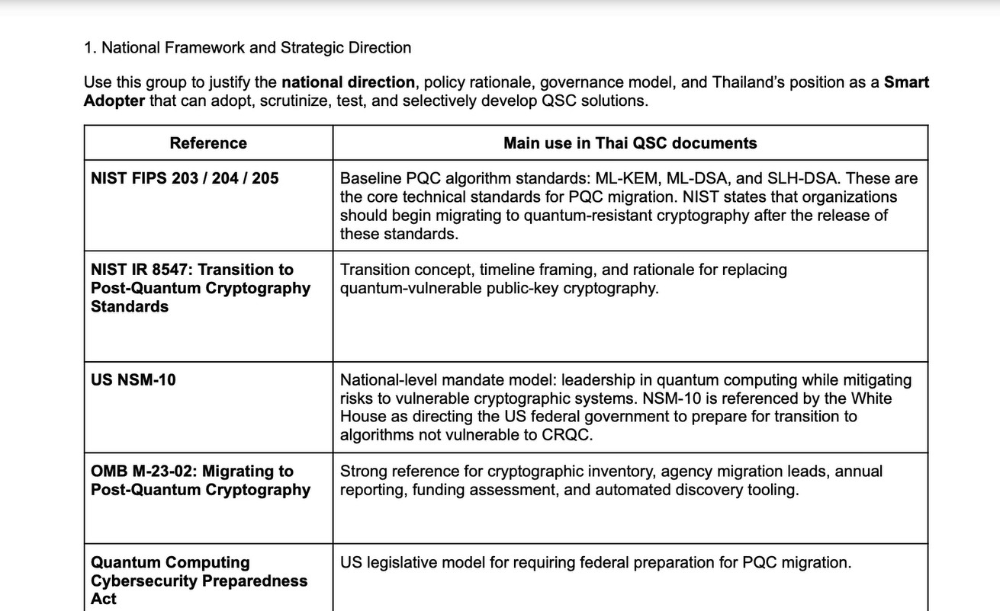 1. National Framework and Strategic Direction
Use this group to justify the national direction, policy rationale, governance model, and Thailand's position as a Smart
Adopter that can adopt, scrutinize, test, and selectively develop QSC solutions.
Reference
Main use in Thai QSC documents
NIST FIPS 203 / 204 / 205
Baseline PQC algorithm standards: ML-KEM, ML-DSA, and SLH-DSA. These are
the core technical standards for PQC migration. NIST states that organizations
should begin migrating to quantum-resistant cryptography after the release of
these standards.
NIST IR 8547: Transition to
Post-Quantum Cryptography
Standards
Transition concept, timeline framing, and rationale for replacing
quantum-vulnerable public-key cryptography.
US NSM-10
National-level mandate model: leadership in quantum computing while mitigating
risks to vulnerable cryptographic systems. NSM-10 is referenced by the White
House as directing the US federal government to prepare for transition to
algorithms not vulnerable to CRQC.
OMB M-23-02: Migrating to
Post-Quantum Cryptography
Strong reference for cryptographic inventory, agency migration leads, annual
reporting, funding assessment, and automated discovery tooling.
Quantum Computing
Cybersecurity Preparedness
Act
US legislative model for requiring federal preparation for PQC migration.